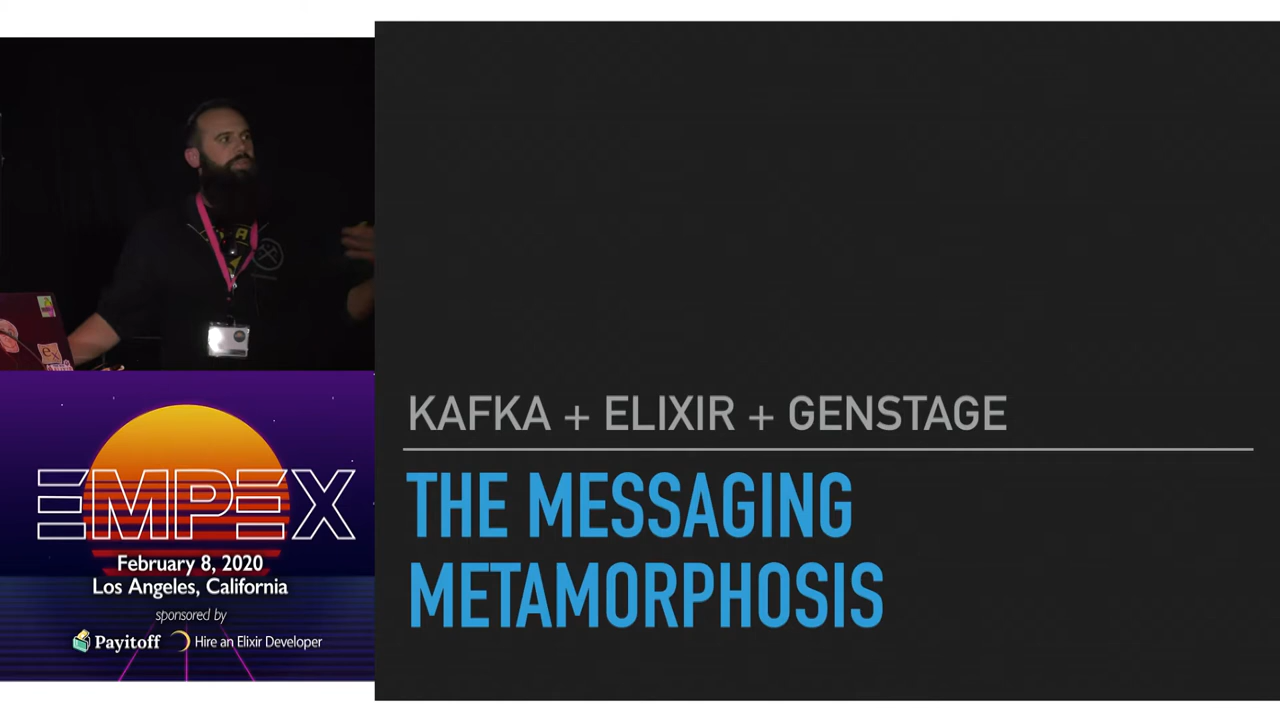 KAFKA + ELIXIR + GENSTAGE
THE MESSAGING
METAMORPHOSIS
EMPEX
February 8, 2020
Los Angeles, California
sponsored by
Payitoff Hire an Elixir Developer